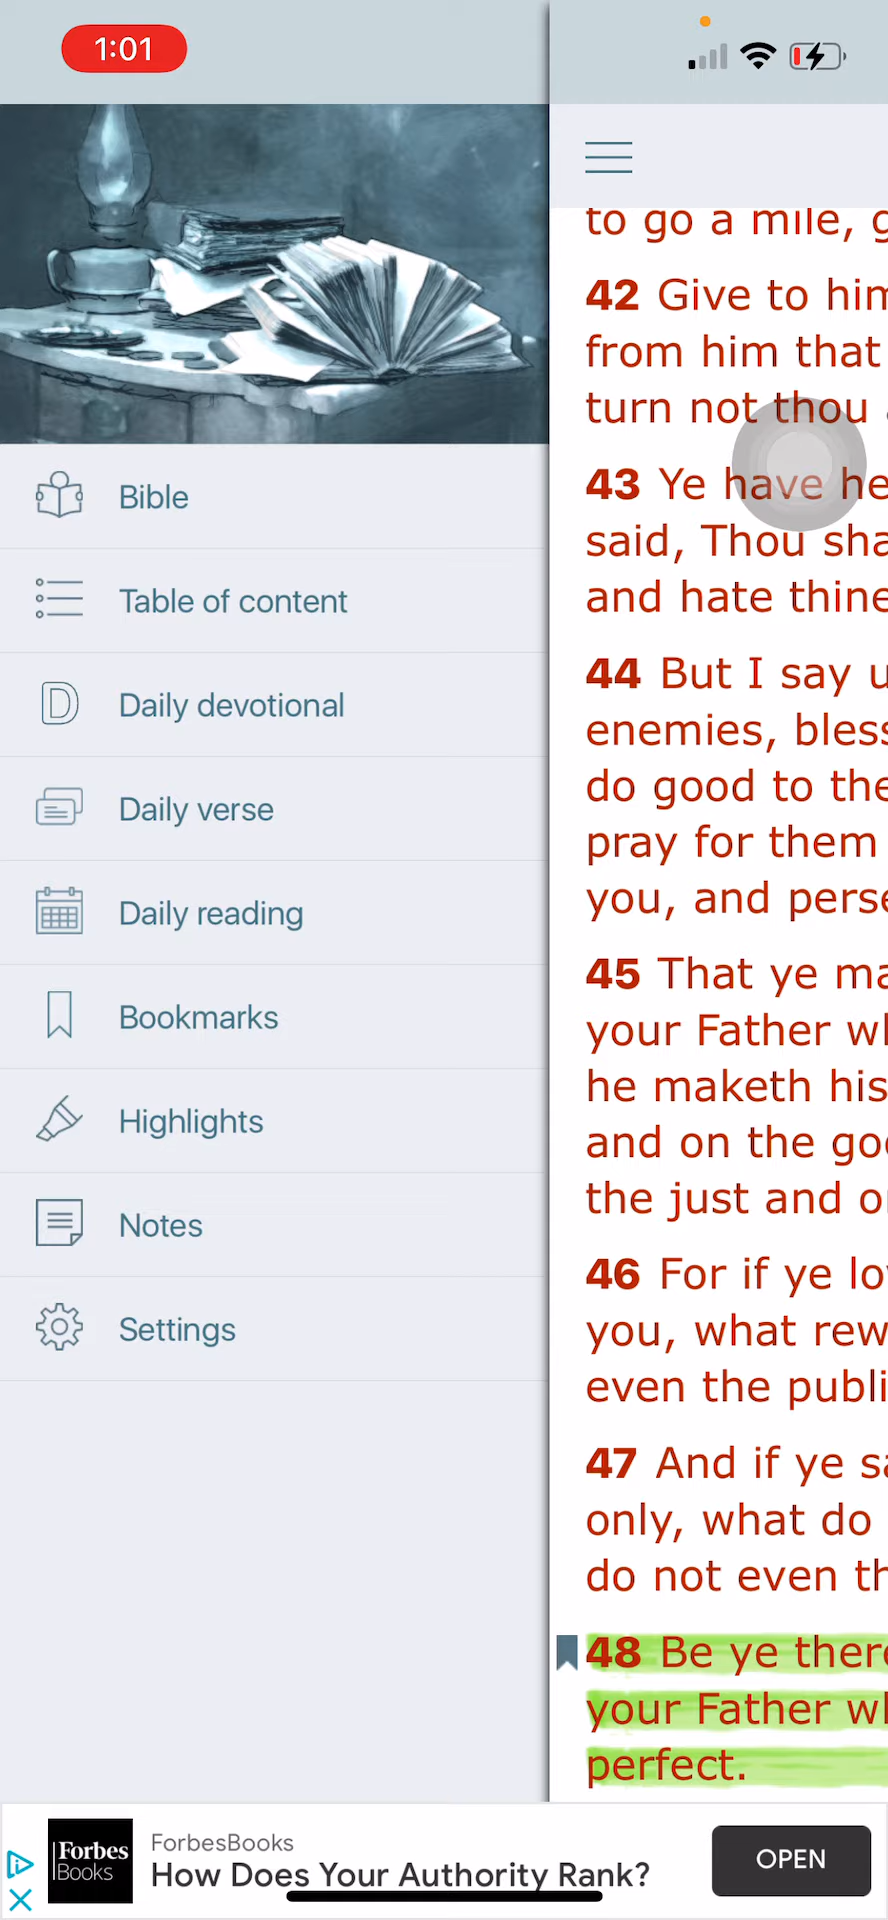 1:01
Bible
Table of content
Daily devotional
Daily verse
Daily reading
Bookmarks
Highlights
Notes
Settings
to go a mile, g
42 Give to him
from him that
turn not thou
43 Ye have he
said, Thou sha
and hate thine
44 But I say u
enemies, bless
do good to the
pray for them
you, and perse
45 That ye ma
your Father wh
he maketh his
and on the goo
the just and o
46 For if ye lov
you, what rew
even the publi
47 And if ye sa
only, what do
do not even th
48 Be ye there
your Father wh
perfect.
Forbes
Books
ForbesBooks
How Does Your Authority Rank?
OPEN